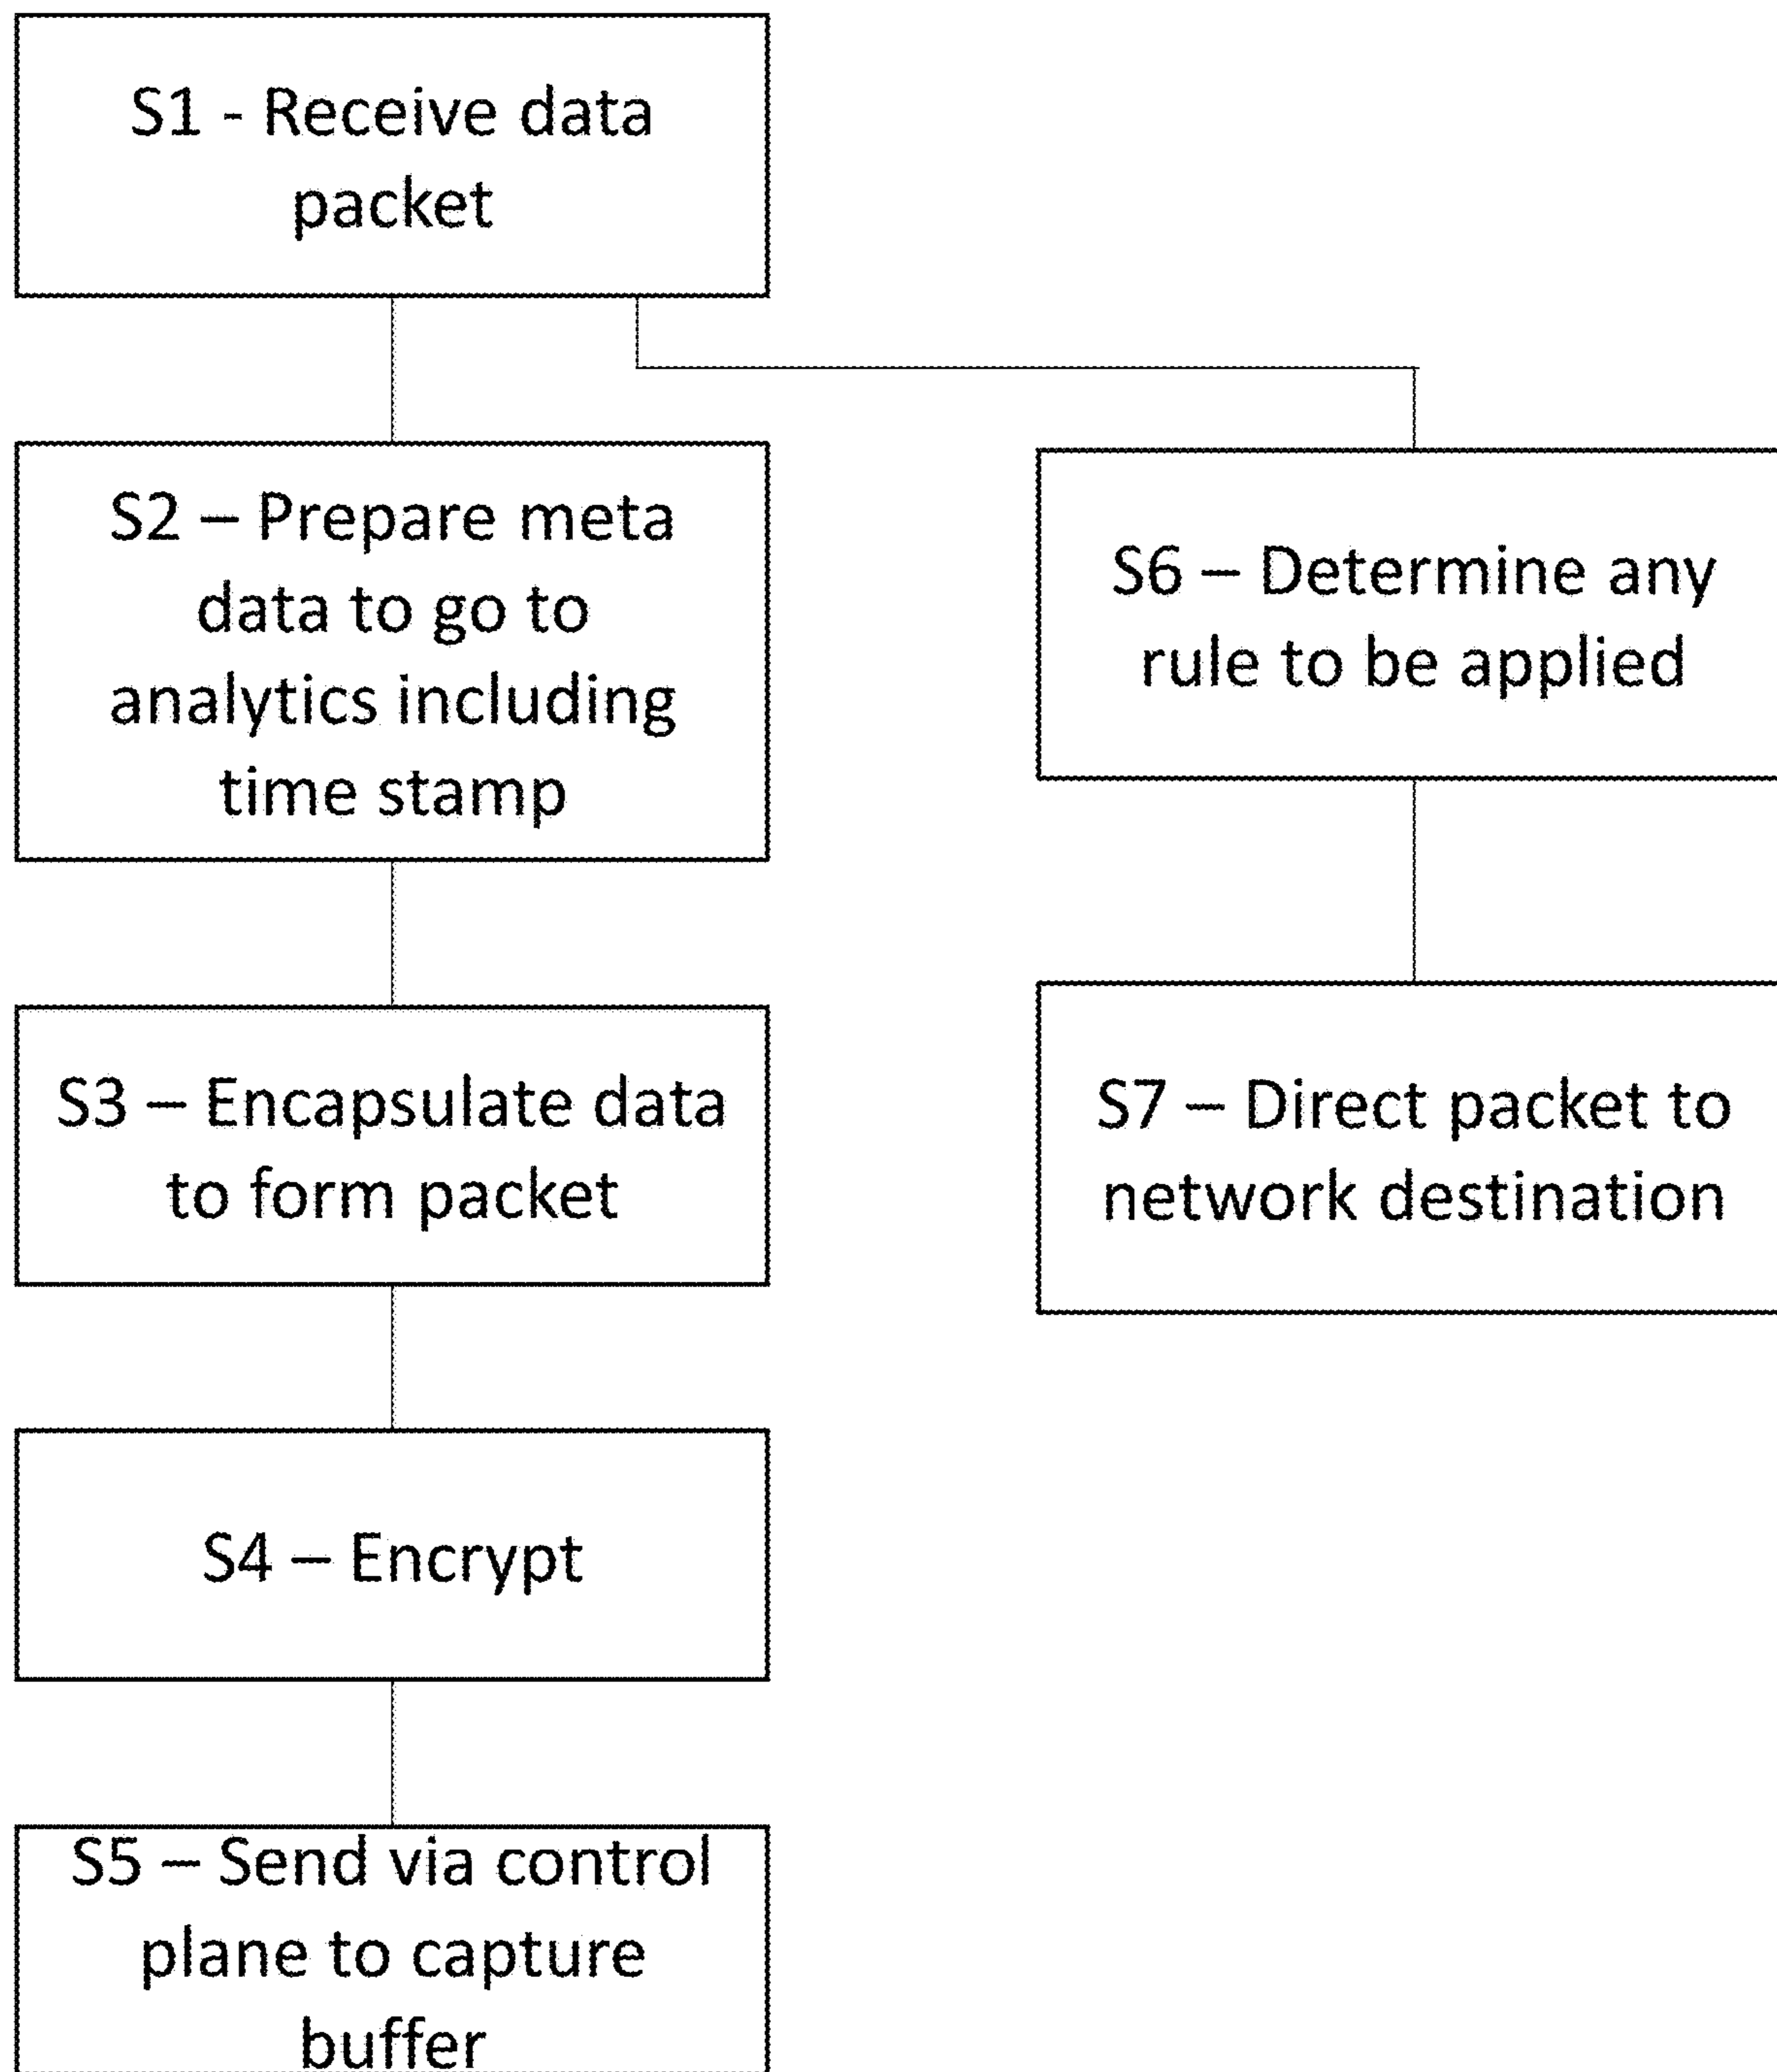 S1 - Receive data
packet
S2 – Prepare meta
data to go to
analytics including
time stamp
S3 – Encapsulate data
to form packet
S4 – Encrypt
S5 – Send via control
plane to capture
buffer
S6 – Determine any
rule to be applied
S7 – Direct packet to
network destination